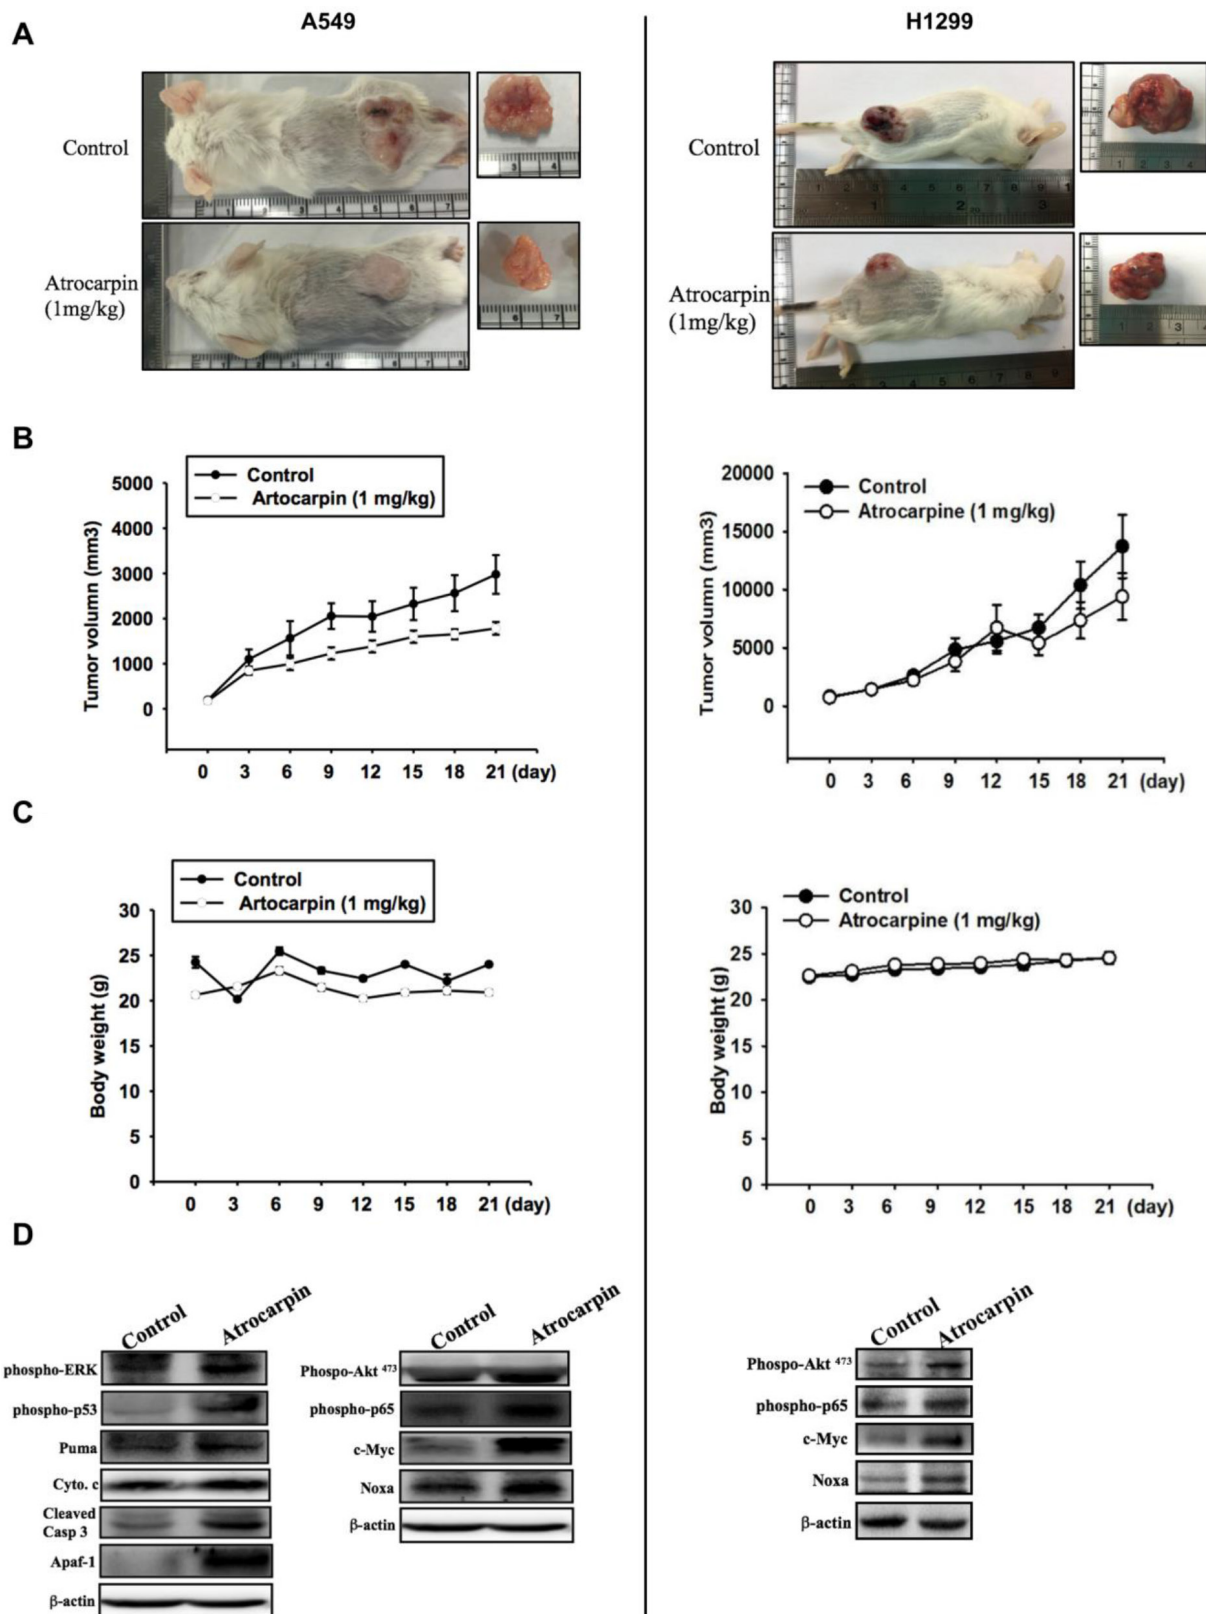 A
A549
H1299
Control
Atrocarpin
(1mg/kg)
Control
Atrocarpin
(1mg/kg)
B
Control
Artocarpin (1 mg/kg)
5000
4000
3000
2000
1000
0
Tumor volumn (mm3)
0 3 6 9 12 15 18 21 (day)
Control
Atrocarpine (1 mg/kg)
20000
15000
10000
5000
0
Tumor volumn (mm3)
0 3 6 9 12 15 18 21 (day)
C
Control
Artocarpin (1 mg/kg)
30
25
20
15
10
5
0
Body weight (g)
0 3 6 9 12 15 18 21 (day)
Control
Atrocarpine (1 mg/kg)
30
25
20
15
10
5
0
Body weight (g)
0 3 6 9 12 15 18 21 (day)
D
Control Atrocarpin
phospho-ERK
phospho-p53
Puma
Cyto. c
Cleaved
Casp 3
Apaf-1
β-actin
Control Atrocarpin
Phospo-Akt 473
phospho-p65
c-Myc
Noxa
β-actin
Control Atrocarpin
Phospo-Akt 473
phospho-p65
c-Myc
Noxa
β-actin